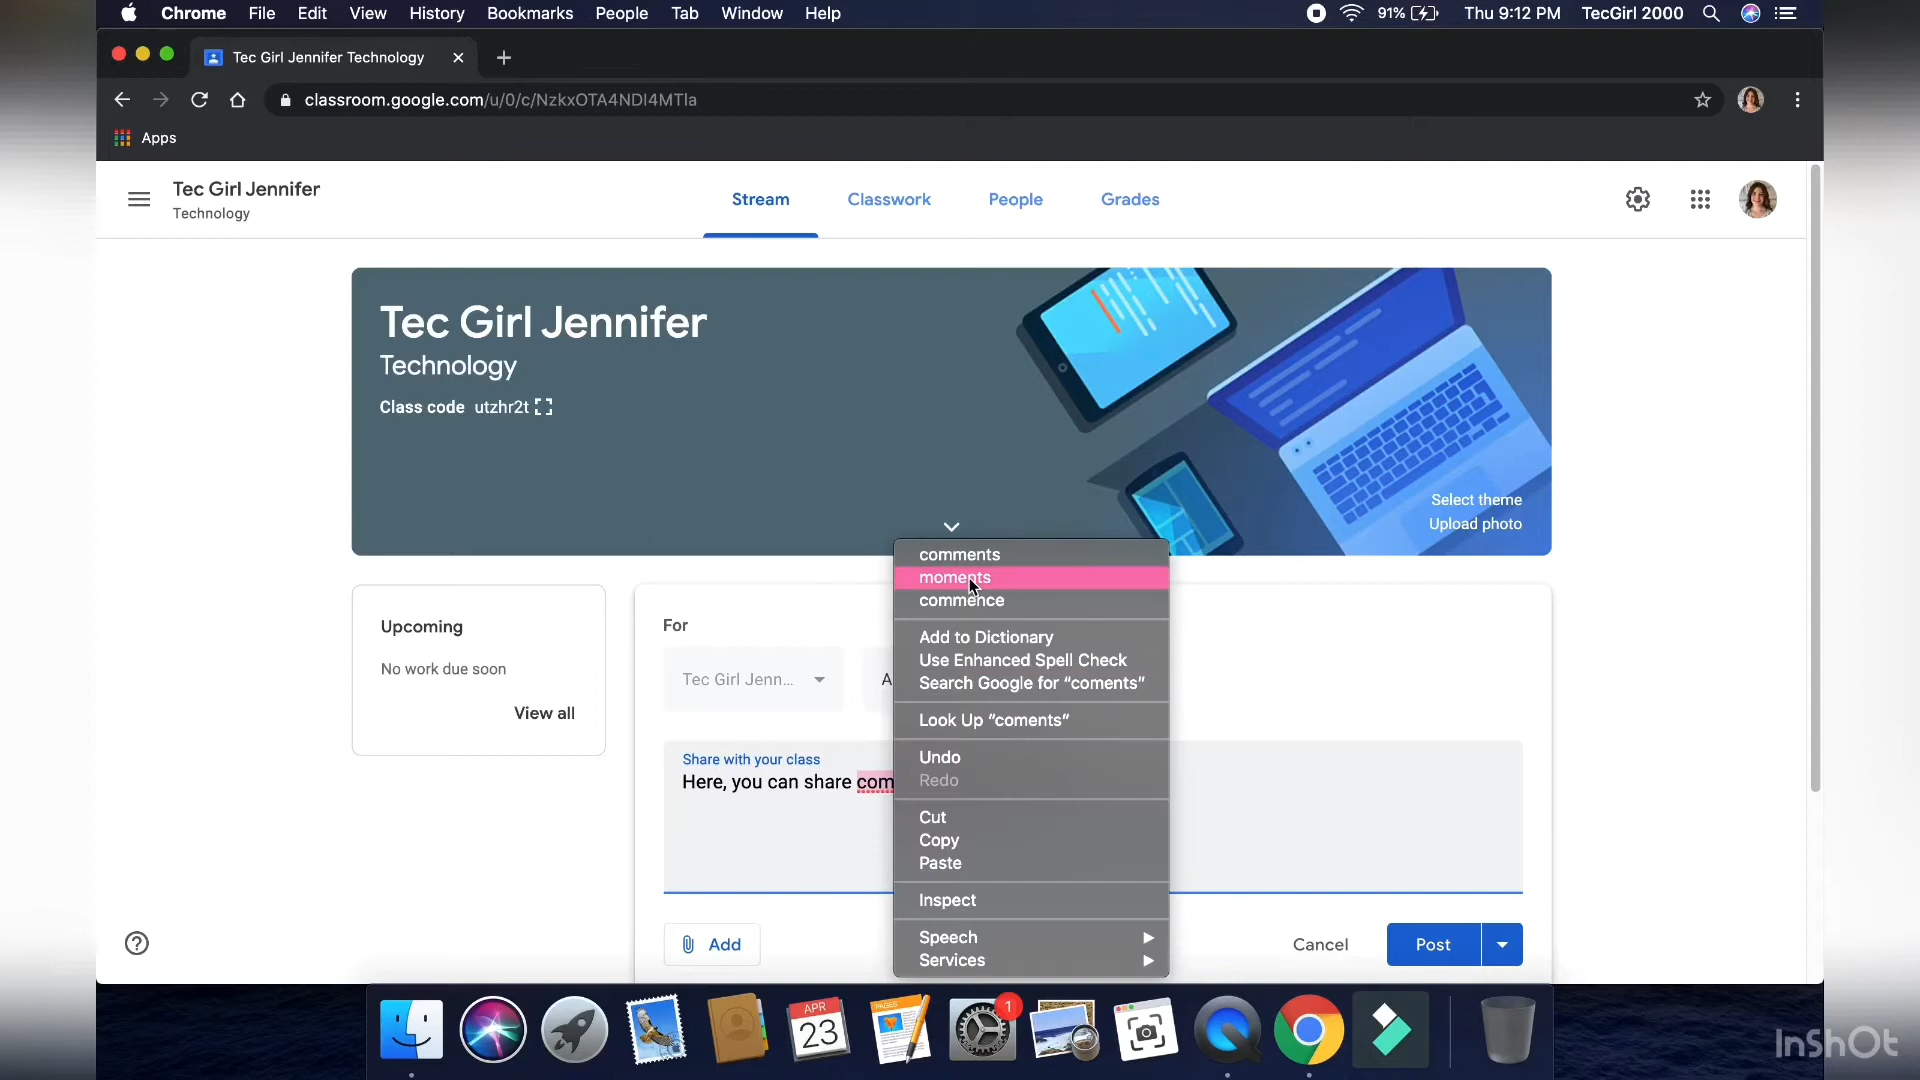 Chrome File Edit View History Bookmarks People Tab Window Help
91% Thu 9:12 PM TecGirl 2000
Tec Girl Jennifer Technology
classroom.google.com/u/0/c/NzkxOTA4NDI4MTla
Apps
Tec Girl Jennifer
Technology
Stream Classwork People Grades
Tec Girl Jennifer
Technology
Class code utzhr2t
Select theme
Upload photo
comments
moments
commence
Add to Dictionary
Use Enhanced Spell Check
Search Google for “coments”
Look Up “coments”
Undo
Redo
Cut
Copy
Paste
Inspect
Speech
Services
Upcoming
No work due soon
View all
For
Tec Girl Jenn...
A
Share with your class
Here, you can share com
Add
Cancel
Post
APR
23
PAGES
1
InShOt